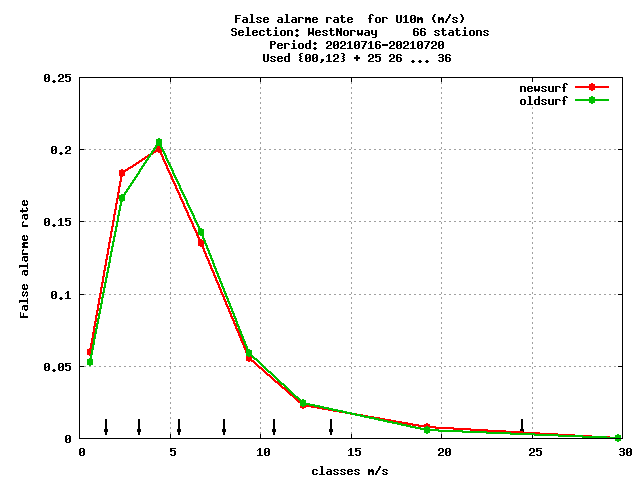 False alarme rate  for U10m (m/s)
Selection: WestNorway     66 stations
Period: 20210716-20210720
Used {00,12} + 25 26 ... 36
newsurf
oldsurf
False alarme rate
0.25
0.2
0.15
0.1
0.05
0
0 5 10 15 20 25 30
classes m/s